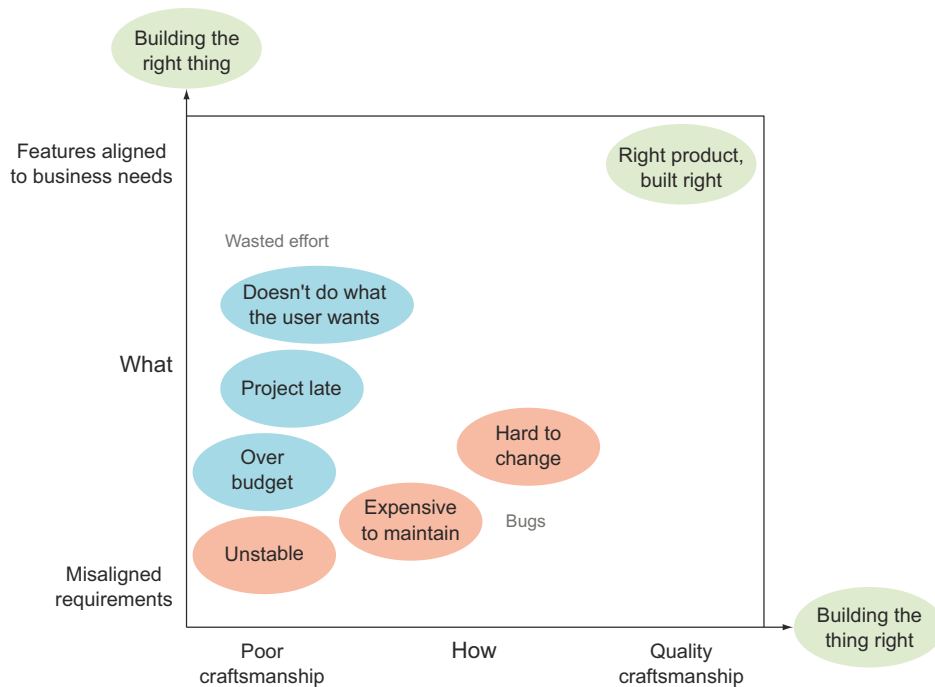 Building the
right thing
Features aligned
to business needs
Right product,
built right
Wasted effort
Doesn't do what
the user wants
What
Project late
Hard to
change
Over
budget
Expensive
to maintain
Bugs
Unstable
Misaligned
requirements
Building the
thing right
Poor
craftsmanship
How
Quality
craftsmanship